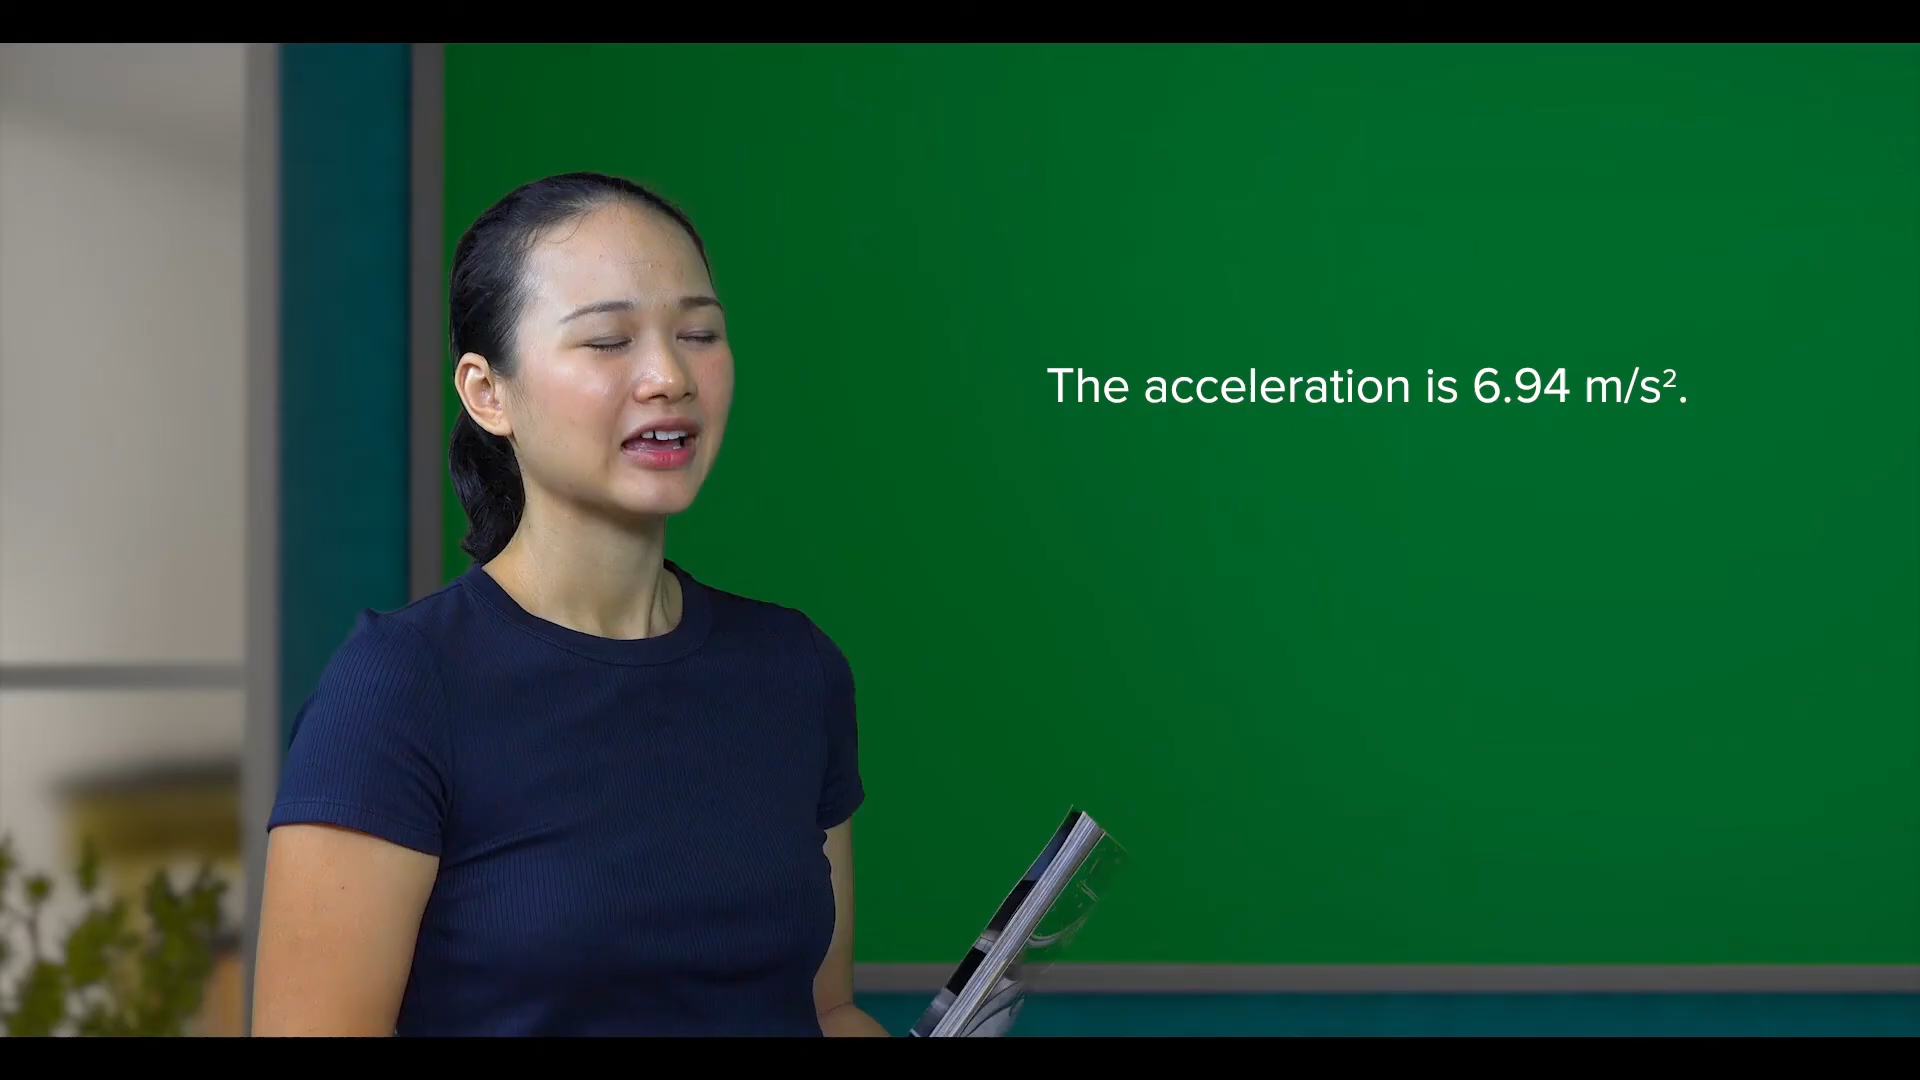 The acceleration is 6.94 m/s².